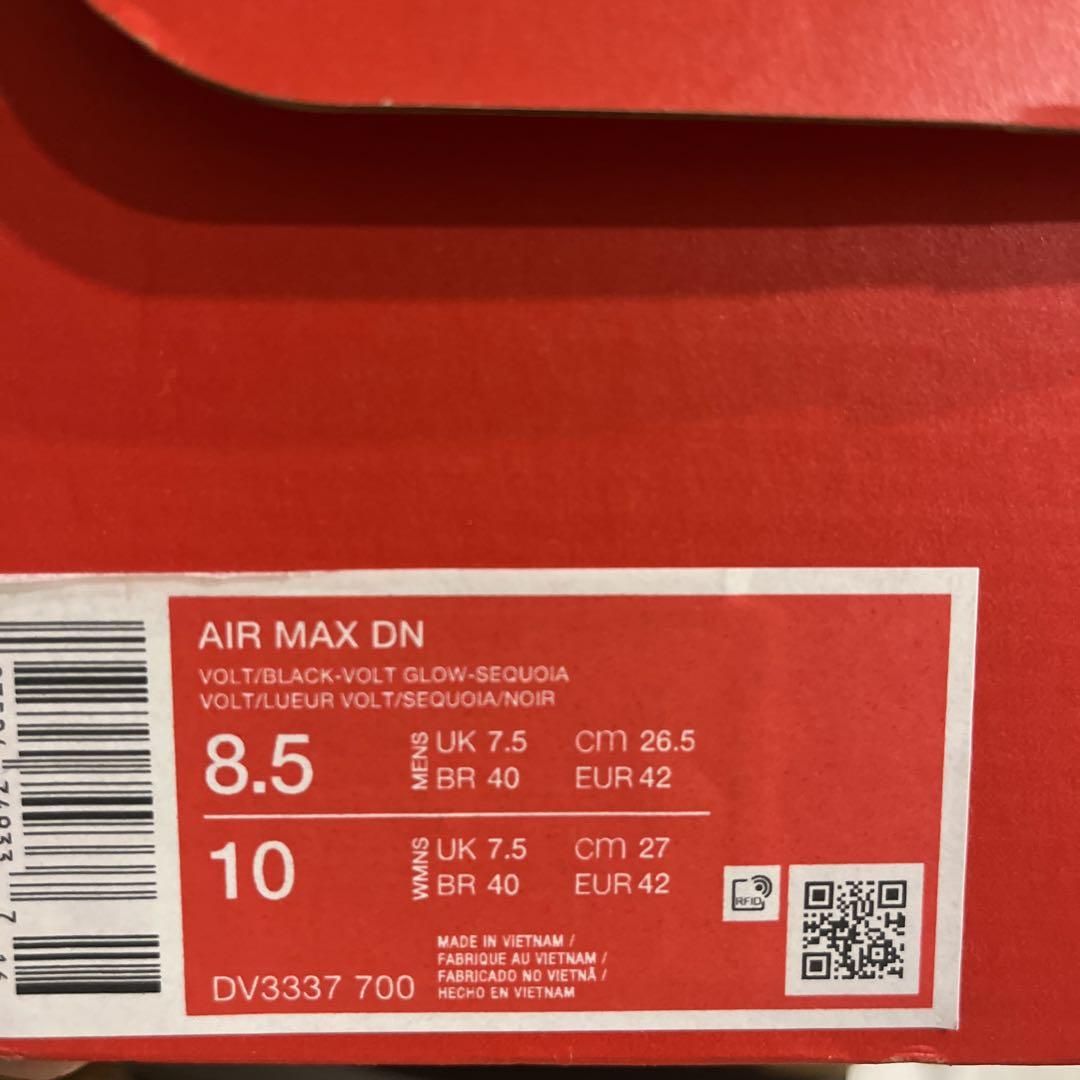 AIR MAX DN
VOLT/BLACK-VOLT GLOW-SEQUOIA
VOLT/LUEUR VOLT/SEQUOIA/NOIR
8.5
MENS
UK 7.5 cm 26.5
BR 40 EUR 42
10
WMNS
UK 7.5 cm 27
BR 40 EUR 42
RFID
MADE IN VIETNAM /
FABRIQUE AU VIETNAM /
FABRICADO NO VIETNÃ /
HECHO EN VIETNAM
DV3337 700